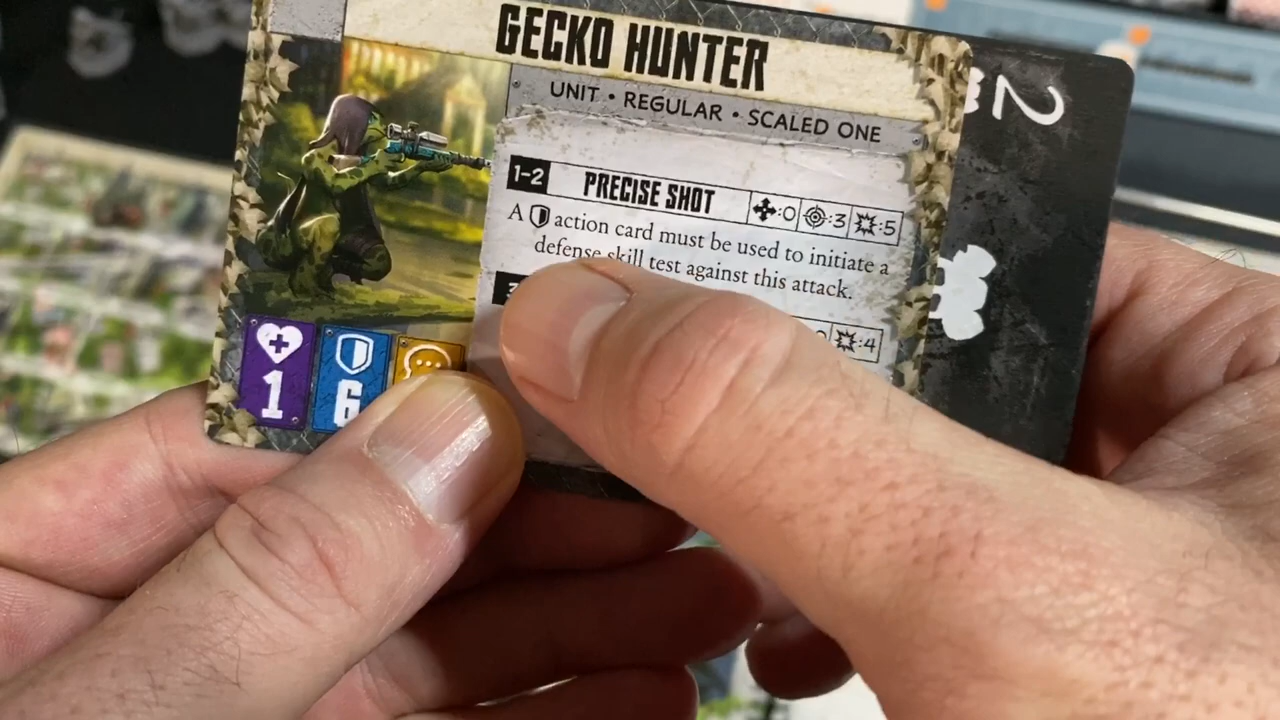 GECKO HUNTER
UNIT • REGULAR • SCALED ONE
1-2 PRECISE SHOT :0 :3 :5
A action card must be used to initiate a
defense skill test against this attack.
:4
1 6
2